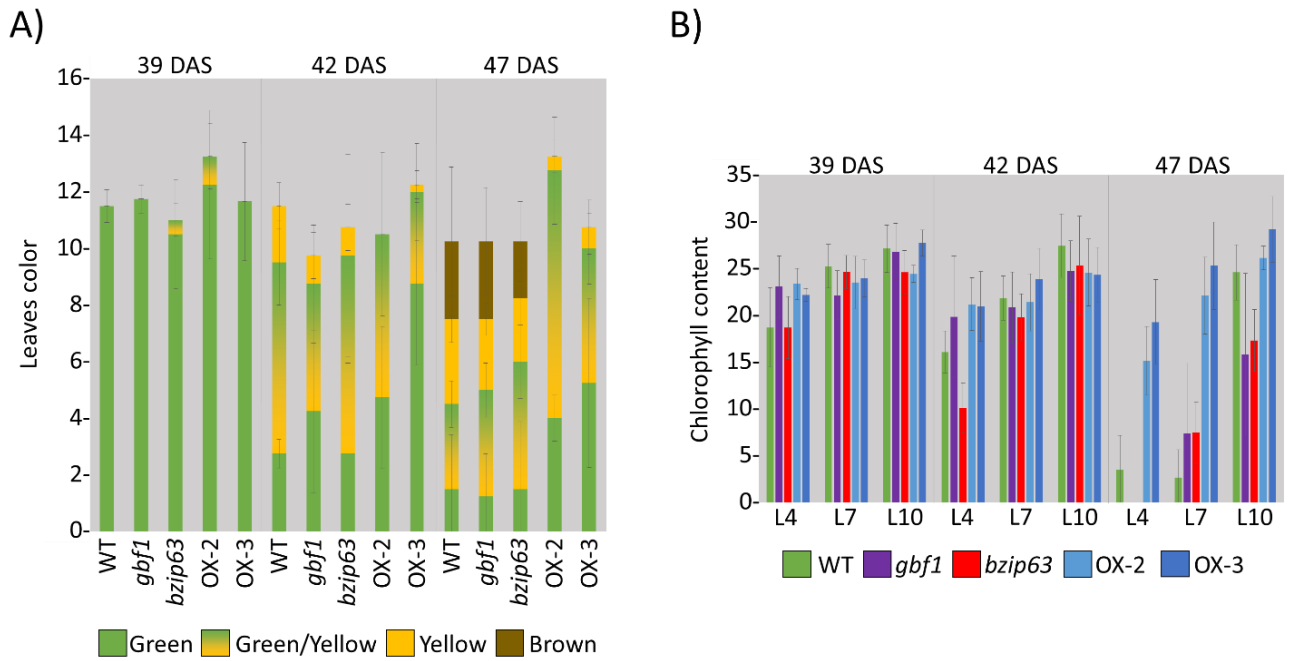 A)
39 DAS 42 DAS 47 DAS
Leaves color
16
14
12
10
8
6
4
2
0
WT gbf1 bzip63 OX-2 OX-3 WT gbf1 bzip63 OX-2 OX-3 WT gbf1 bzip63 OX-2 OX-3
Green Green/Yellow Yellow Brown
B)
39 DAS 42 DAS 47 DAS
Chlorophyll content
35
30
25
20
15
10
5
0
L4 L7 L10 L4 L7 L10 L4 L7 L10
WT gbf1 bzip63 OX-2 OX-3